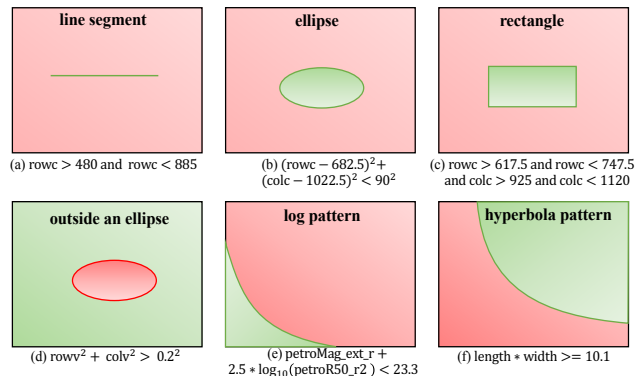 line segment
ellipse
rectangle
(a) rowc > 480 and rowc < 885
(b) (rowc − 682.5)² +
(colc − 1022.5)² < 90²
(c) rowc > 617.5 and rowc < 747.5
and colc > 925 and colc < 1120
outside an ellipse
log pattern
hyperbola pattern
(d) rowv² + colv² > 0.2²
(e) petroMag_ext_r +
2.5 * log₁₀(petroR50_r2) < 23.3
(f) length * width >= 10.1